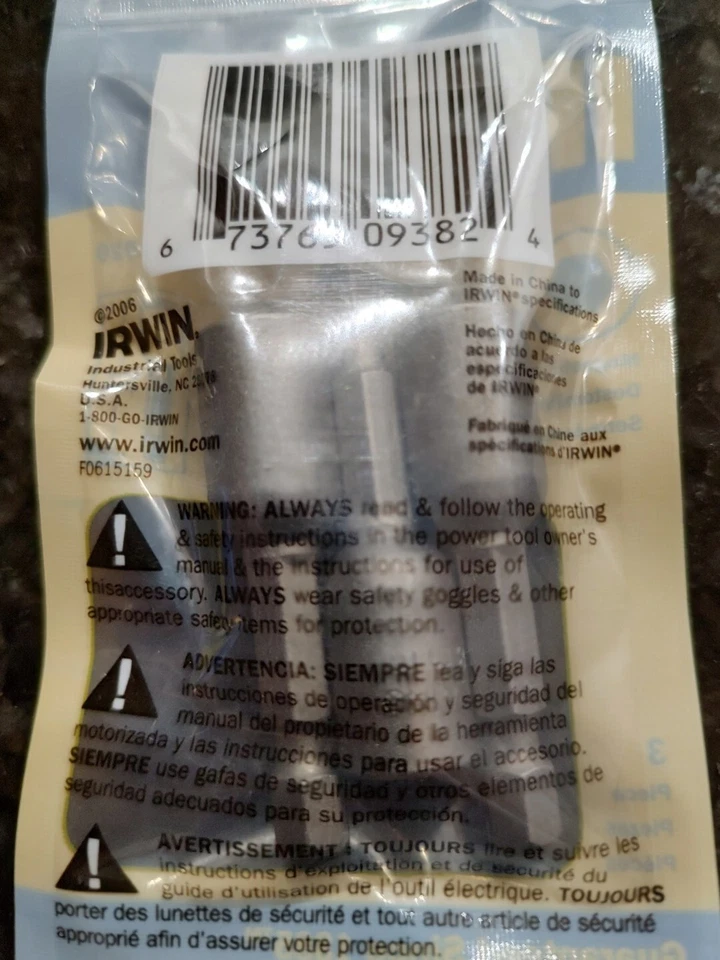 6 7376 09382 4
©2006
IRWIN
Industrial Tools
Huntersville, NC
U.S.A.
1-800-GO-IRWIN
www.irwin.com
F0615159
Made in China to
IRWIN® specifications
Hecho en China de
acuerdo a las
especificaciones
de IRWIN®
Fabriqué en Chine aux
spécifications d'IRWIN®
WARNING: ALWAYS read & follow the operating
& safety instructions in the power tool owner's
manual & the instructions for use of
thisaccessory. ALWAYS wear safety goggles & other
appropriate safety items for protection.
ADVERTENCIA: SIEMPRE lea y siga las
instrucciones de operación y seguridad del
manual del propietario de la herramienta
motorizada y las instrucciones para usar el accesorio.
SIEMPRE use gafas de seguridad y otros elementos de
seguridad adecuados para su protección.
AVERTISSEMENT : TOUJOURS lire et suivre les
instructions d'exploitation et de sécurité du
guide d'utilisation de l'outil électrique. TOUJOURS
porter des lunettes de sécurité et tout autre article de sécurité
approprié afin d'assurer votre protection.